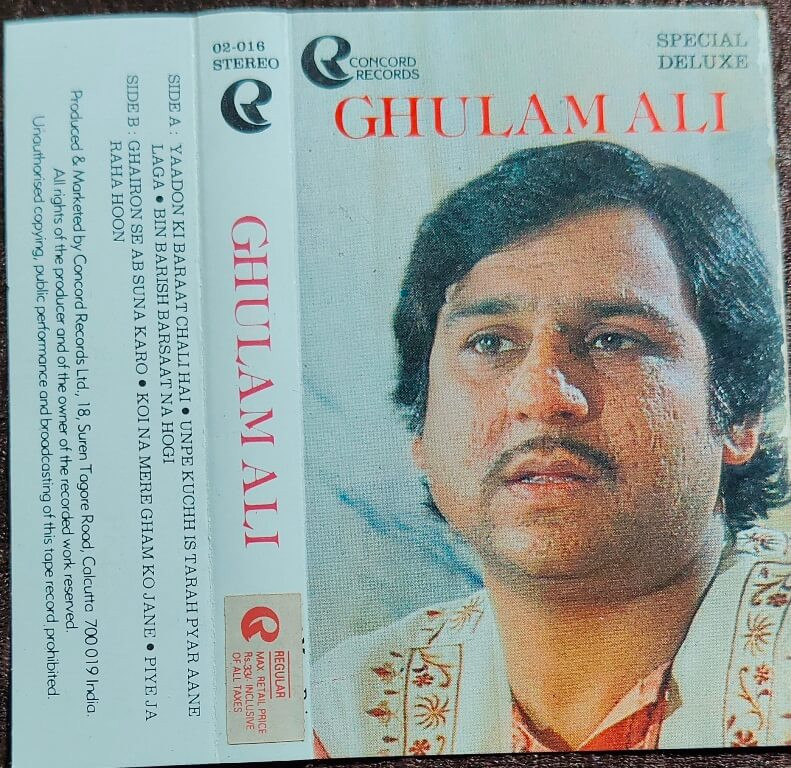 Produced & Marketed by Concord Records Ltd., 18, Suren Tagore Road, Calcutta 700 019 India.
All rights of the producer and of the owner of the recorded work reserved.
Unauthorised copying, public performance and broadcasting of this tape record prohibited.
02-016
STEREO
SIDE A : YAADON KI BARAAT CHALI HAI • UNPE KUCHH IS TARAH PYAR AANE
LAGA • BIN BARISH BARSAAT NA HOGI
SIDE B : GHAIRON SE AB SUNA KARO • KOI NA MERE GHAM KO JANE • PIYE JA
RAHA HOON
GHULAM ALI
REGULAR
MAX. RETAIL PRICE
Rs.33/- INCLUSIVE
OF ALL TAXES
CONCORD
RECORDS
SPECIAL
DELUXE
GHULAM ALI